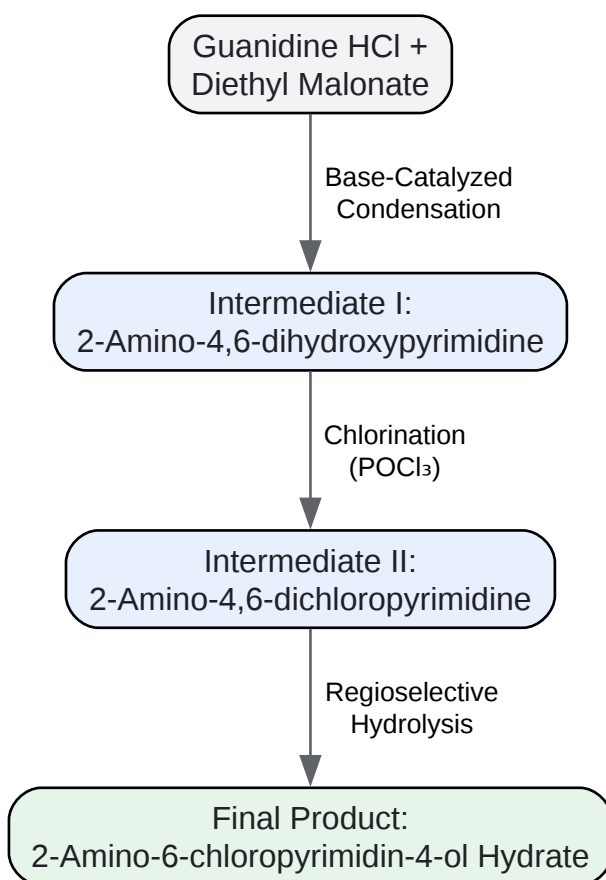 Guanidine HCl +
Diethyl Malonate
Base-Catalyzed
Condensation
Intermediate I:
2-Amino-4,6-dihydroxypyrimidine
Chlorination
(POCl₃)
Intermediate II:
2-Amino-4,6-dichloropyrimidine
Regioselective
Hydrolysis
Final Product:
2-Amino-6-chloropyrimidin-4-ol Hydrate